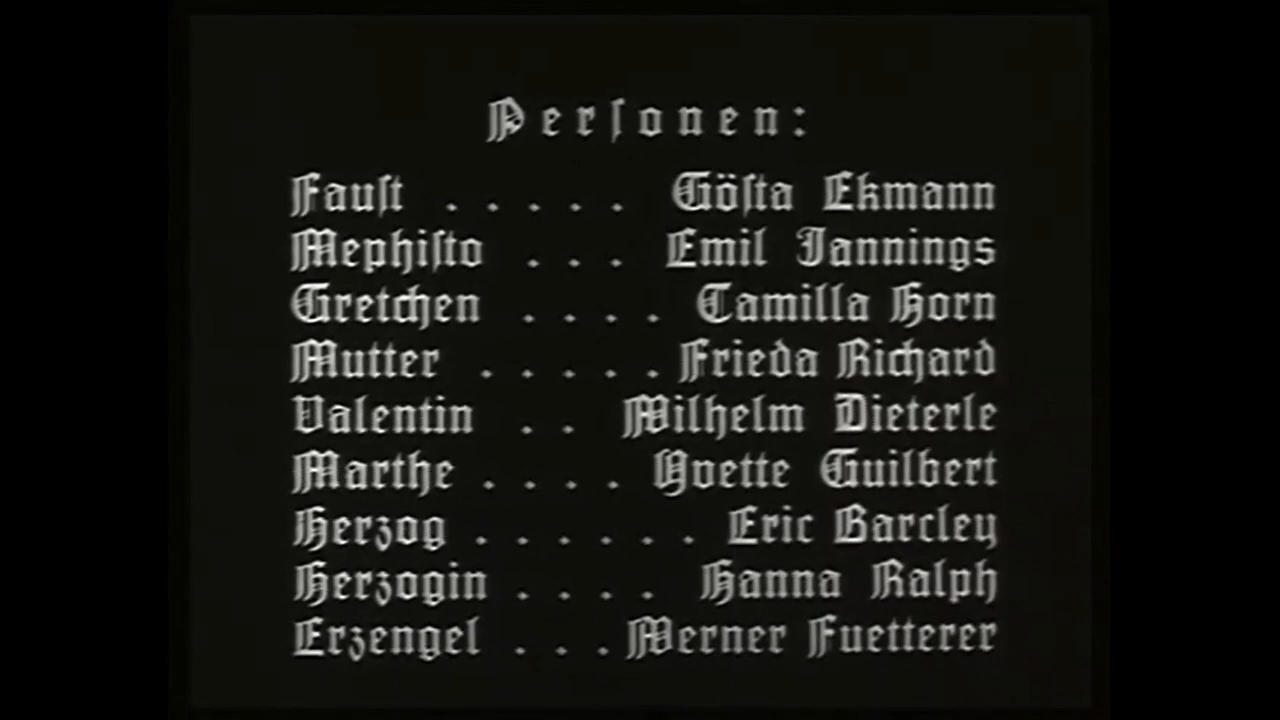 Perſonen:
Fauſt . . . . . Göſta Ekmann
Mephiſto . . . Emil Jannings
Gretchen . . . . Camilla Horn
Mutter . . . . . Frieda Richard
Valentin . . Wilhelm Dieterle
Marthe . . . . Yvette Guilbert
Herzog . . . . . . Eric Barcley
Herzogin . . . . Hanna Ralph
Erzengel . . . Werner Fuetterer